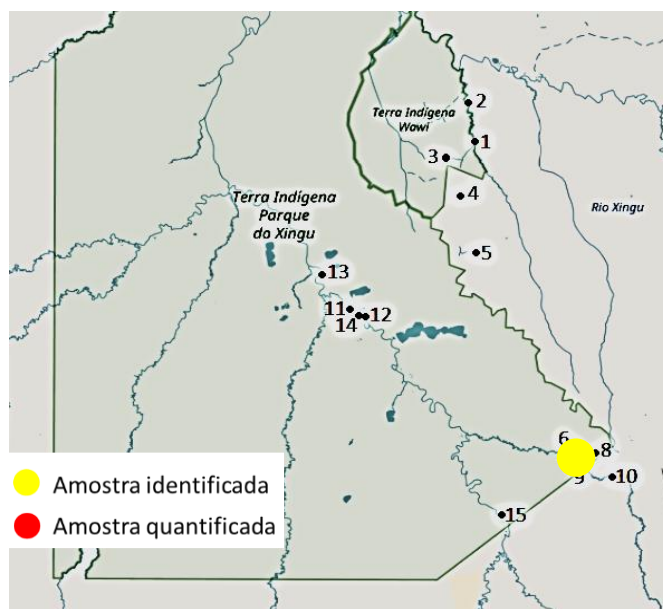 2
Terra Indígena
Wawi
1
3
4
Terra Indígena
Parque
do Xingu
Rio Xingu
5
13
11
12
14
6
8
9
10
Amostra identificada
Amostra quantificada
15